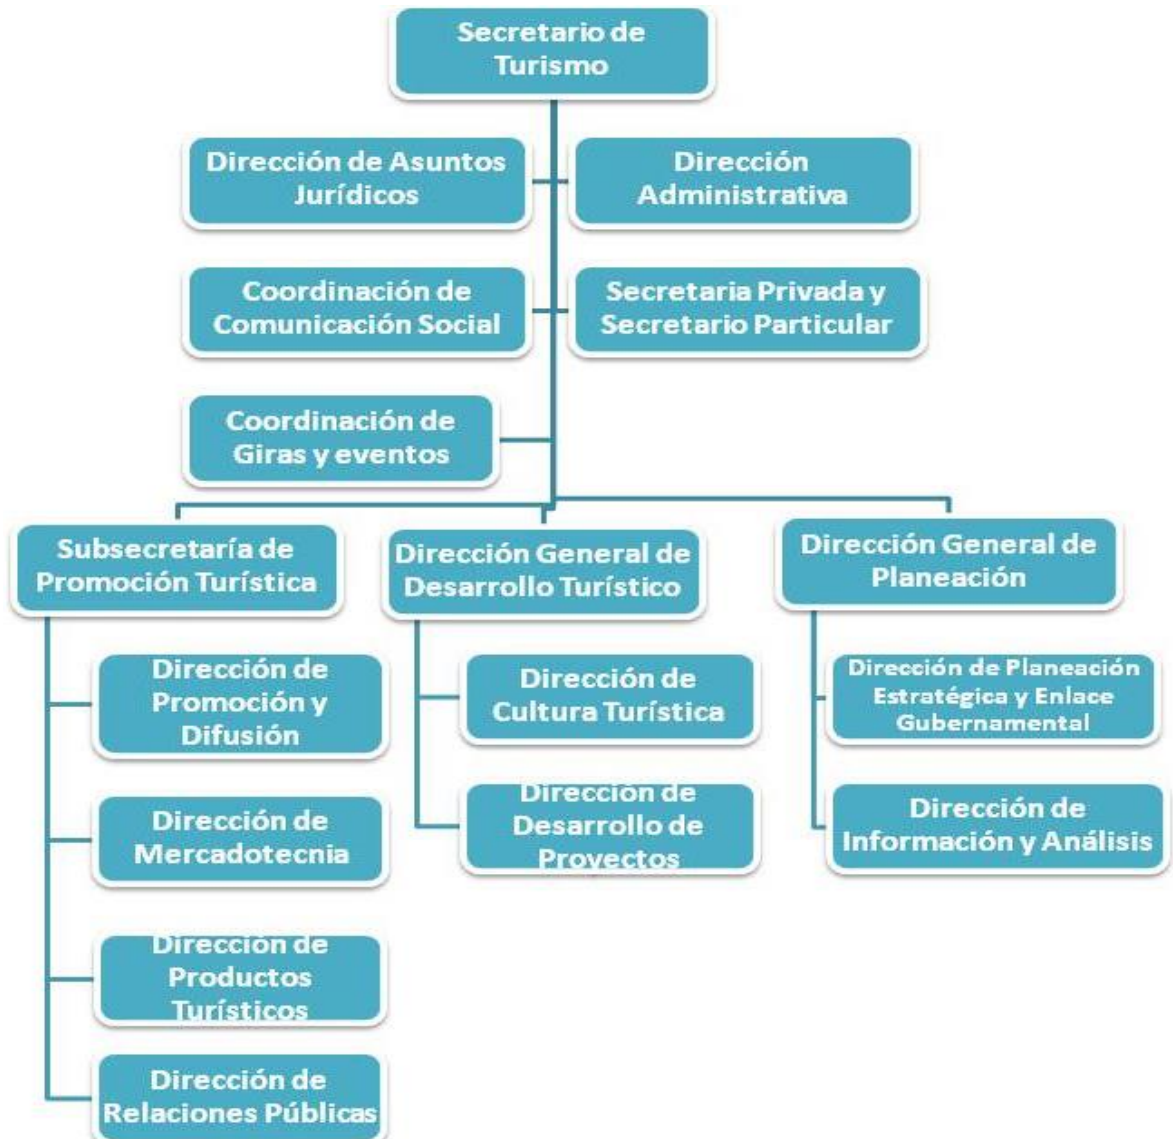 Secretario de
Turismo
Dirección de Asuntos
Jurídicos
Dirección
Administrativa
Coordinación de
Comunicación Social
Secretaria Privada y
Secretario Particular
Coordinación de
Giras y eventos
Subsecretaría de
Promoción Turística
Dirección General de
Desarrollo Turístico
Dirección General de
Planeación
Dirección de
Promoción y
Difusión
Dirección de
Mercadotecnia
Dirección de
Productos
Turísticos
Dirección de
Relaciones Públicas
Dirección de
Cultura Turística
Dirección de
Desarrollo de
Proyectos
Dirección de Planeación
Estratégica y Enlace
Gubernamental
Dirección de
Información y Análisis